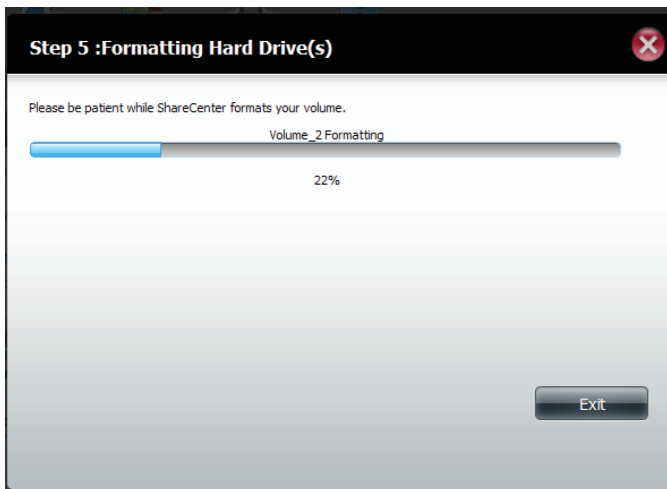 Step 5 :Formatting Hard Drive(s)
Please be patient while ShareCenter formats your volume.
Volume_2 Formatting
22%
Exit